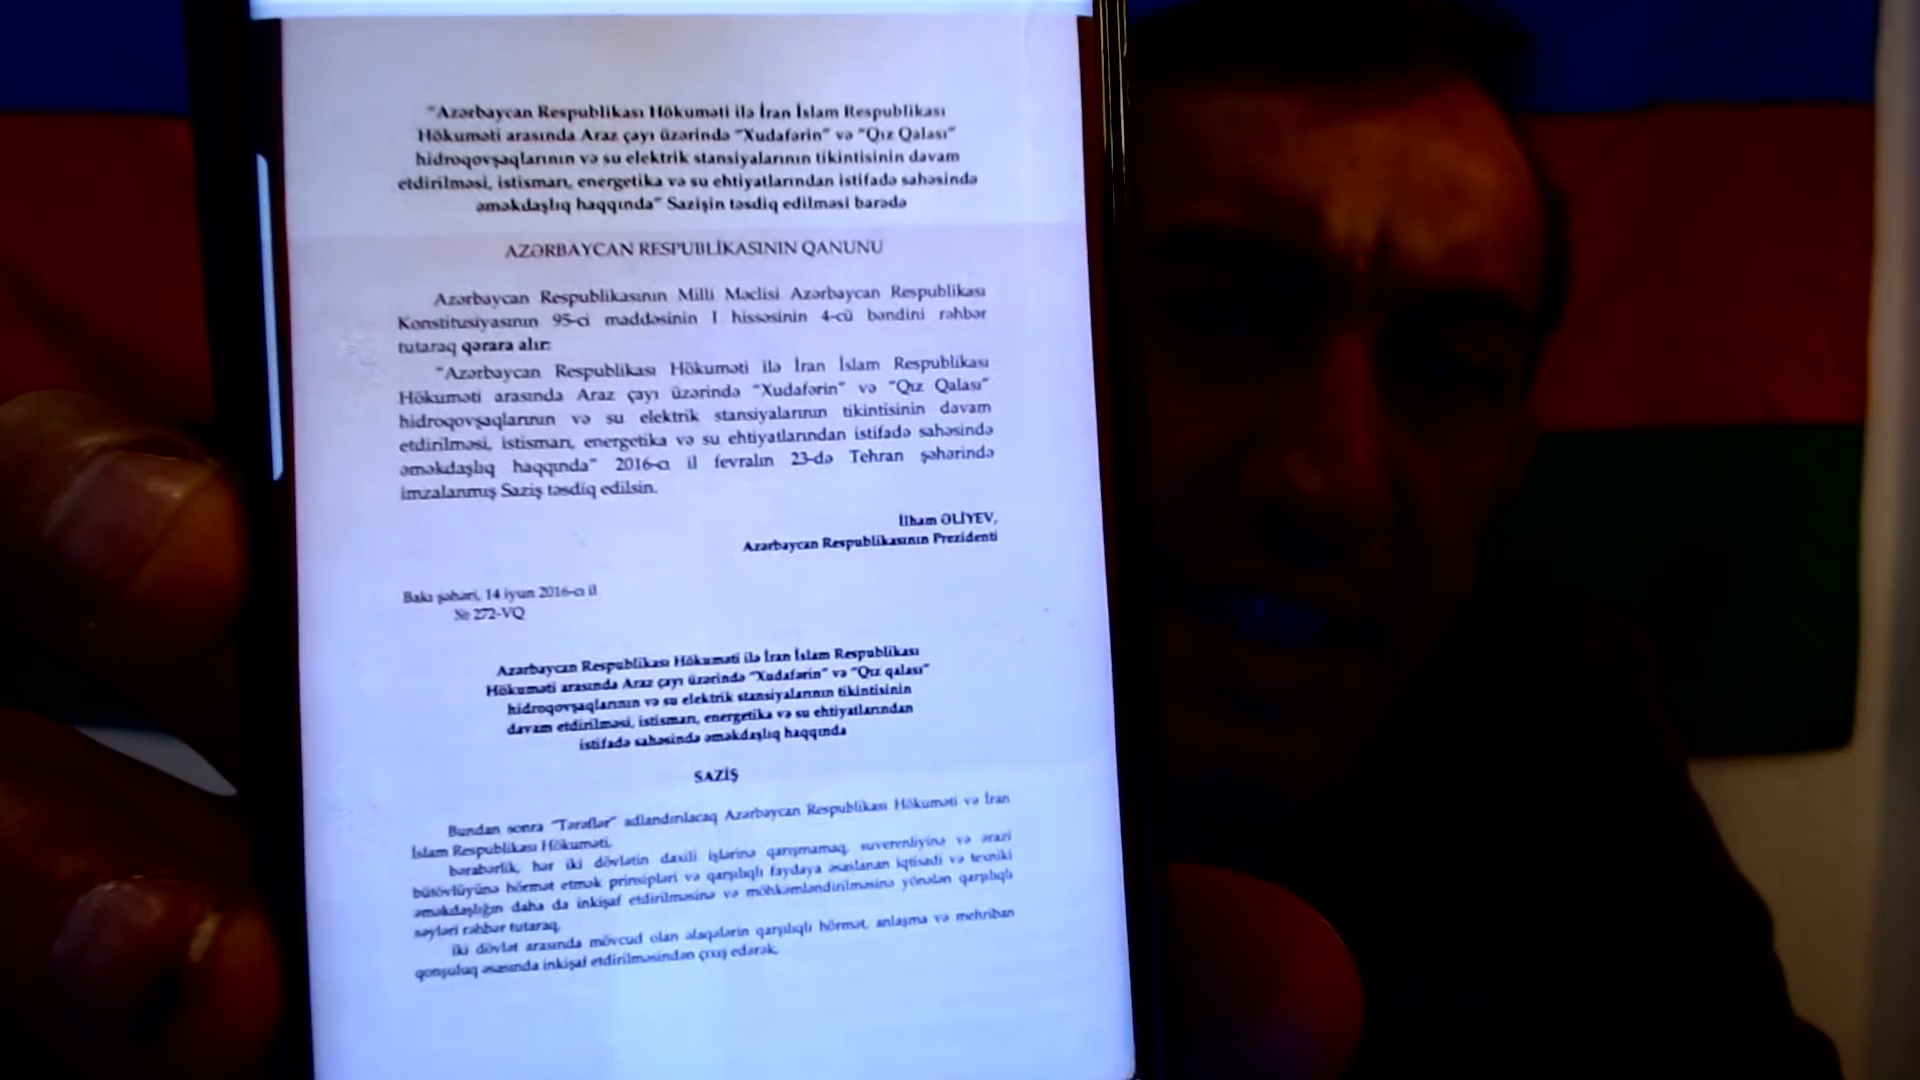 "Azərbaycan Respublikası Hökuməti ilə İran İslam Respublikası
Hökuməti arasında Araz çayı üzərində "Xudafərin" və "Qız Qalası"
hidroqovşaqlarının və su elektrik stansiyalarının tikintisinin davam
etdirilməsi, istismarı, energetika və su ehtiyatlarından istifadə sahəsində
əməkdaşlıq haqqında" Sazişin təsdiq edilməsi barədə
AZƏRBAYCAN RESPUBLİKASININ QANUNU
Azərbaycan Respublikasının Milli Məclisi Azərbaycan Respublikası
Konstitusiyasının 95-ci maddəsinin I hissəsinin 4-cü bəndini rəhbər
tutaraq qərara alır:
"Azərbaycan Respublikası Hökuməti ilə İran İslam Respublikası
Hökuməti arasında Araz çayı üzərində "Xudafərin" və "Qız Qalası"
hidroqovşaqlarının və su elektrik stansiyalarının tikintisinin davam
etdirilməsi, istismarı, energetika və su ehtiyatlarından istifadə sahəsində
əməkdaşlıq haqqında" 2016-cı il fevralın 23-də Tehran şəhərində
imzalanmış Saziş təsdiq edilsin.
İlham ƏLİYEV,
Azərbaycan Respublikasının Prezidenti
Bakı şəhəri, 14 iyun 2016-cı il
№ 272-VQ
Azərbaycan Respublikası Hökuməti ilə İran İslam Respublikası
Hökuməti arasında Araz çayı üzərində "Xudafərin" və "Qız qalası"
hidroqovşaqlarının və su elektrik stansiyalarının tikintisinin
davam etdirilməsi, istismarı, energetika və su ehtiyatlarından
istifadə sahəsində əməkdaşlıq haqqında
SAZİŞ
Bundan sonra "Tərəflər" adlandırılacaq Azərbaycan Respublikası Hökuməti və İran
İslam Respublikası Hökuməti,
bərabərlik, hər iki dövlətin daxili işlərinə qarışmamaq, suverenliyinə və ərazi
bütövlüyünə hörmət etmək prinsipləri və qarşılıqlı faydaya əsaslanan iqtisadi və texniki
əməkdaşlığın daha da inkişaf etdirilməsinə və möhkəmləndirilməsinə yönələn qarşılıqlı
səyləri rəhbər tutaraq,
iki dövlət arasında mövcud olan əlaqələrin qarşılıqlı hörmət, anlaşma və mehriban
qonşuluq əsasında inkişaf etdirilməsindən çıxış edərək,